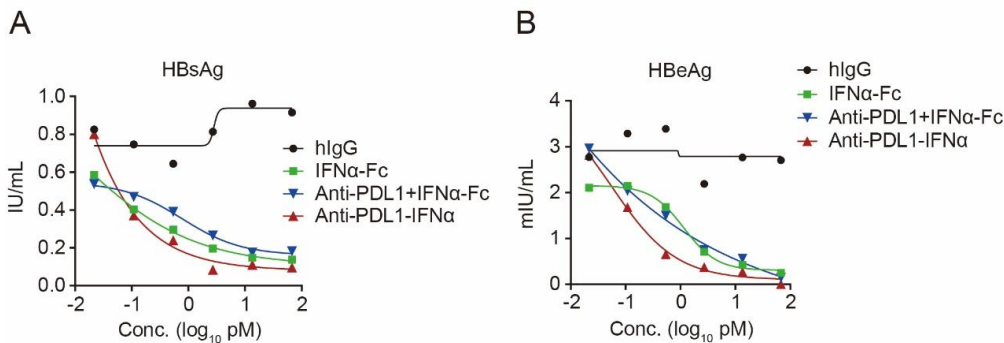 A
HBsAg
IU/mL
1.0
0.8
0.6
0.4
0.2
0.0
-2
-1
0
1
2
Conc. (log10 pM)
hIgG
IFNα-Fc
Anti-PDL1+IFNα-Fc
Anti-PDL1-IFNα
B
HBeAg
mIU/mL
4
3
2
1
0
-2
-1
0
1
2
Conc. (log10 pM)
hIgG
IFNα-Fc
Anti-PDL1+IFNα-Fc
Anti-PDL1-IFNα